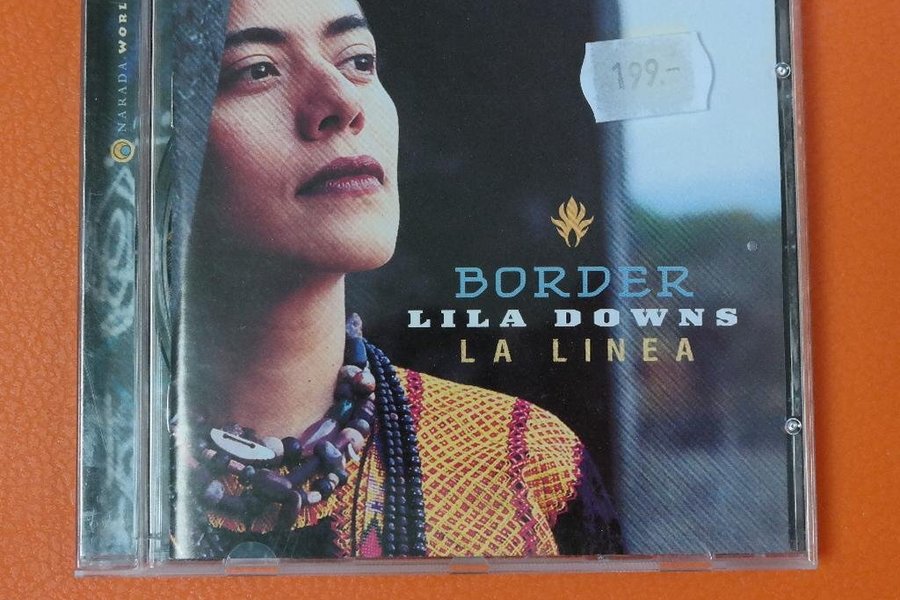 NARADA WORL
199.-
BORDER
LILA DOWNS
LA LINEA